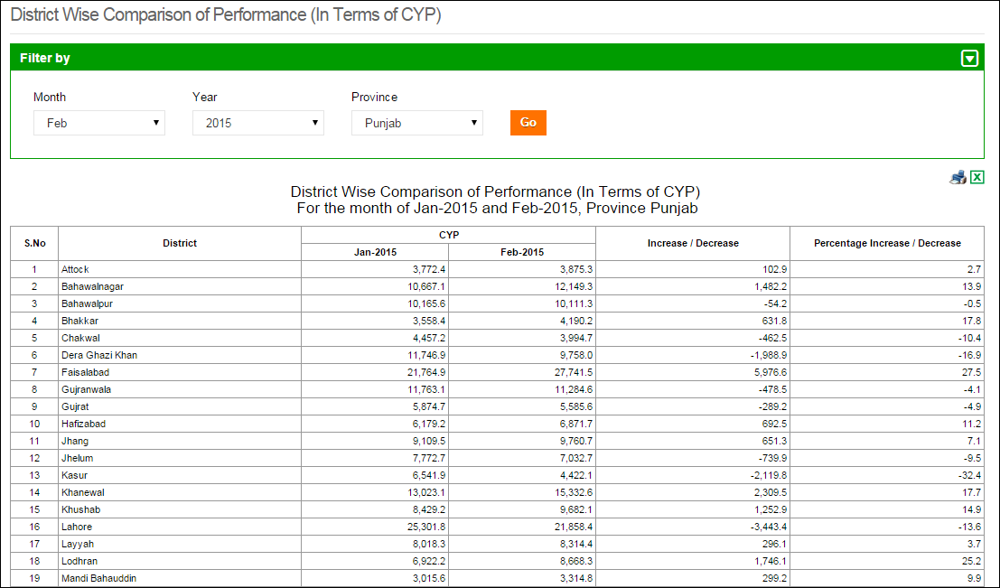 District Wise Comparison of Performance (In Terms of CYP)
Filter by
Month Year Province
Feb 2015 Punjab Go
District Wise Comparison of Performance (In Terms of CYP)
For the month of Jan-2015 and Feb-2015, Province Punjab
S.No District CYP Increase / Decrease Percentage Increase / Decrease
Jan-2015 Feb-2015
1 Attock 3,772.4 3,875.3 102.9 2.7
2 Bahawalnagar 10,667.1 12,149.3 1,482.2 13.9
3 Bahawalpur 10,165.6 10,111.3 -54.2 -0.5
4 Bhakkar 3,558.4 4,190.2 631.8 17.8
5 Chakwal 4,457.2 3,994.7 -462.5 -10.4
6 Dera Ghazi Khan 11,746.9 9,758.0 -1,988.9 -16.9
7 Faisalabad 21,764.9 27,741.5 5,976.6 27.5
8 Gujranwala 11,763.1 11,284.6 -478.5 -4.1
9 Gujrat 5,874.7 5,585.6 -289.2 -4.9
10 Hafizabad 6,179.2 6,871.7 692.5 11.2
11 Jhang 9,109.5 9,760.7 651.3 7.1
12 Jhelum 7,772.7 7,032.7 -739.9 -9.5
13 Kasur 6,541.9 4,422.1 -2,119.8 -32.4
14 Khanewal 13,023.1 15,332.6 2,309.5 17.7
15 Khushab 8,429.2 9,682.1 1,252.9 14.9
16 Lahore 25,301.8 21,858.4 -3,443.4 -13.6
17 Layyah 8,018.3 8,314.4 296.1 3.7
18 Lodhran 6,922.2 8,668.3 1,746.1 25.2
19 Mandi Bahauddin 3,015.6 3,314.8 299.2 9.9